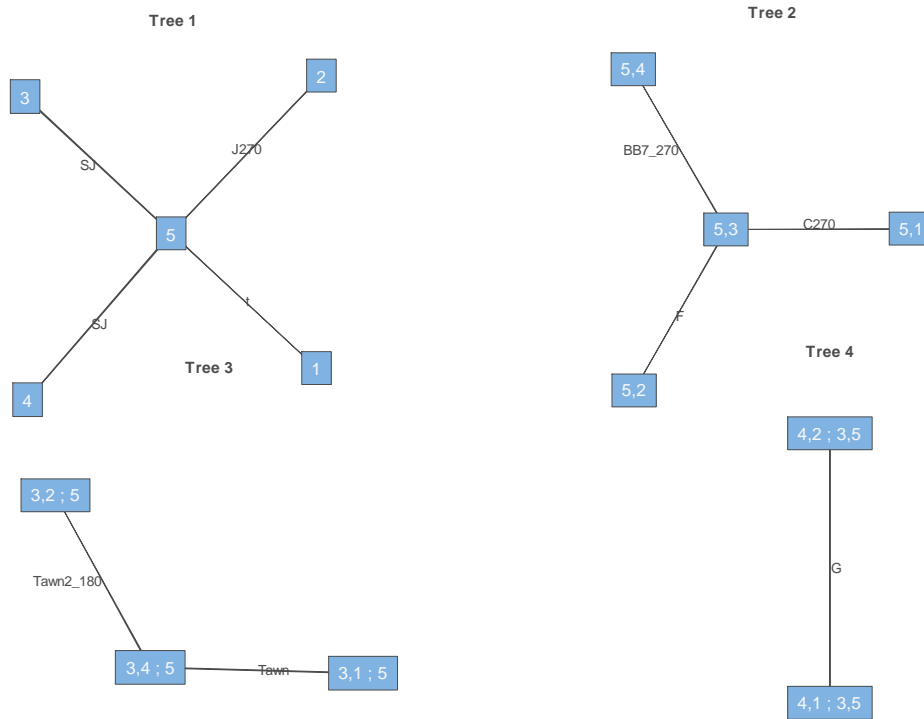 Tree 1
3
2
SJ
J270
5
SJ
t
4
1
Tree 2
5,4
BB7_270
5,3
C270
5,1
F
5,2
Tree 3
3,2 ; 5
Tawn2_180
3,4 ; 5
Tawn
3,1 ; 5
Tree 4
4,2 ; 3,5
G
4,1 ; 3,5